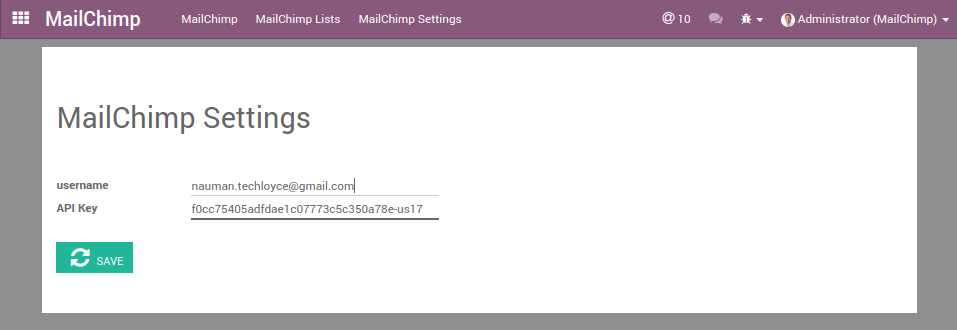 MailChimp MailChimp MailChimp Lists MailChimp Settings @ 10 Administrator (MailChimp)
MailChimp Settings
username nauman.techloyce@gmail.com
API Key f0cc75405adfdae1c07773c5c350a78e-us17
SAVE